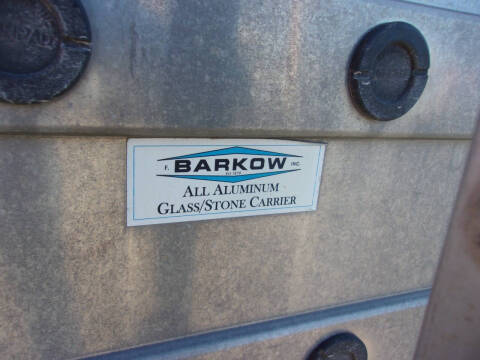 F. BARKOW INC.
ALL ALUMINUM
GLASS/STONE CARRIER